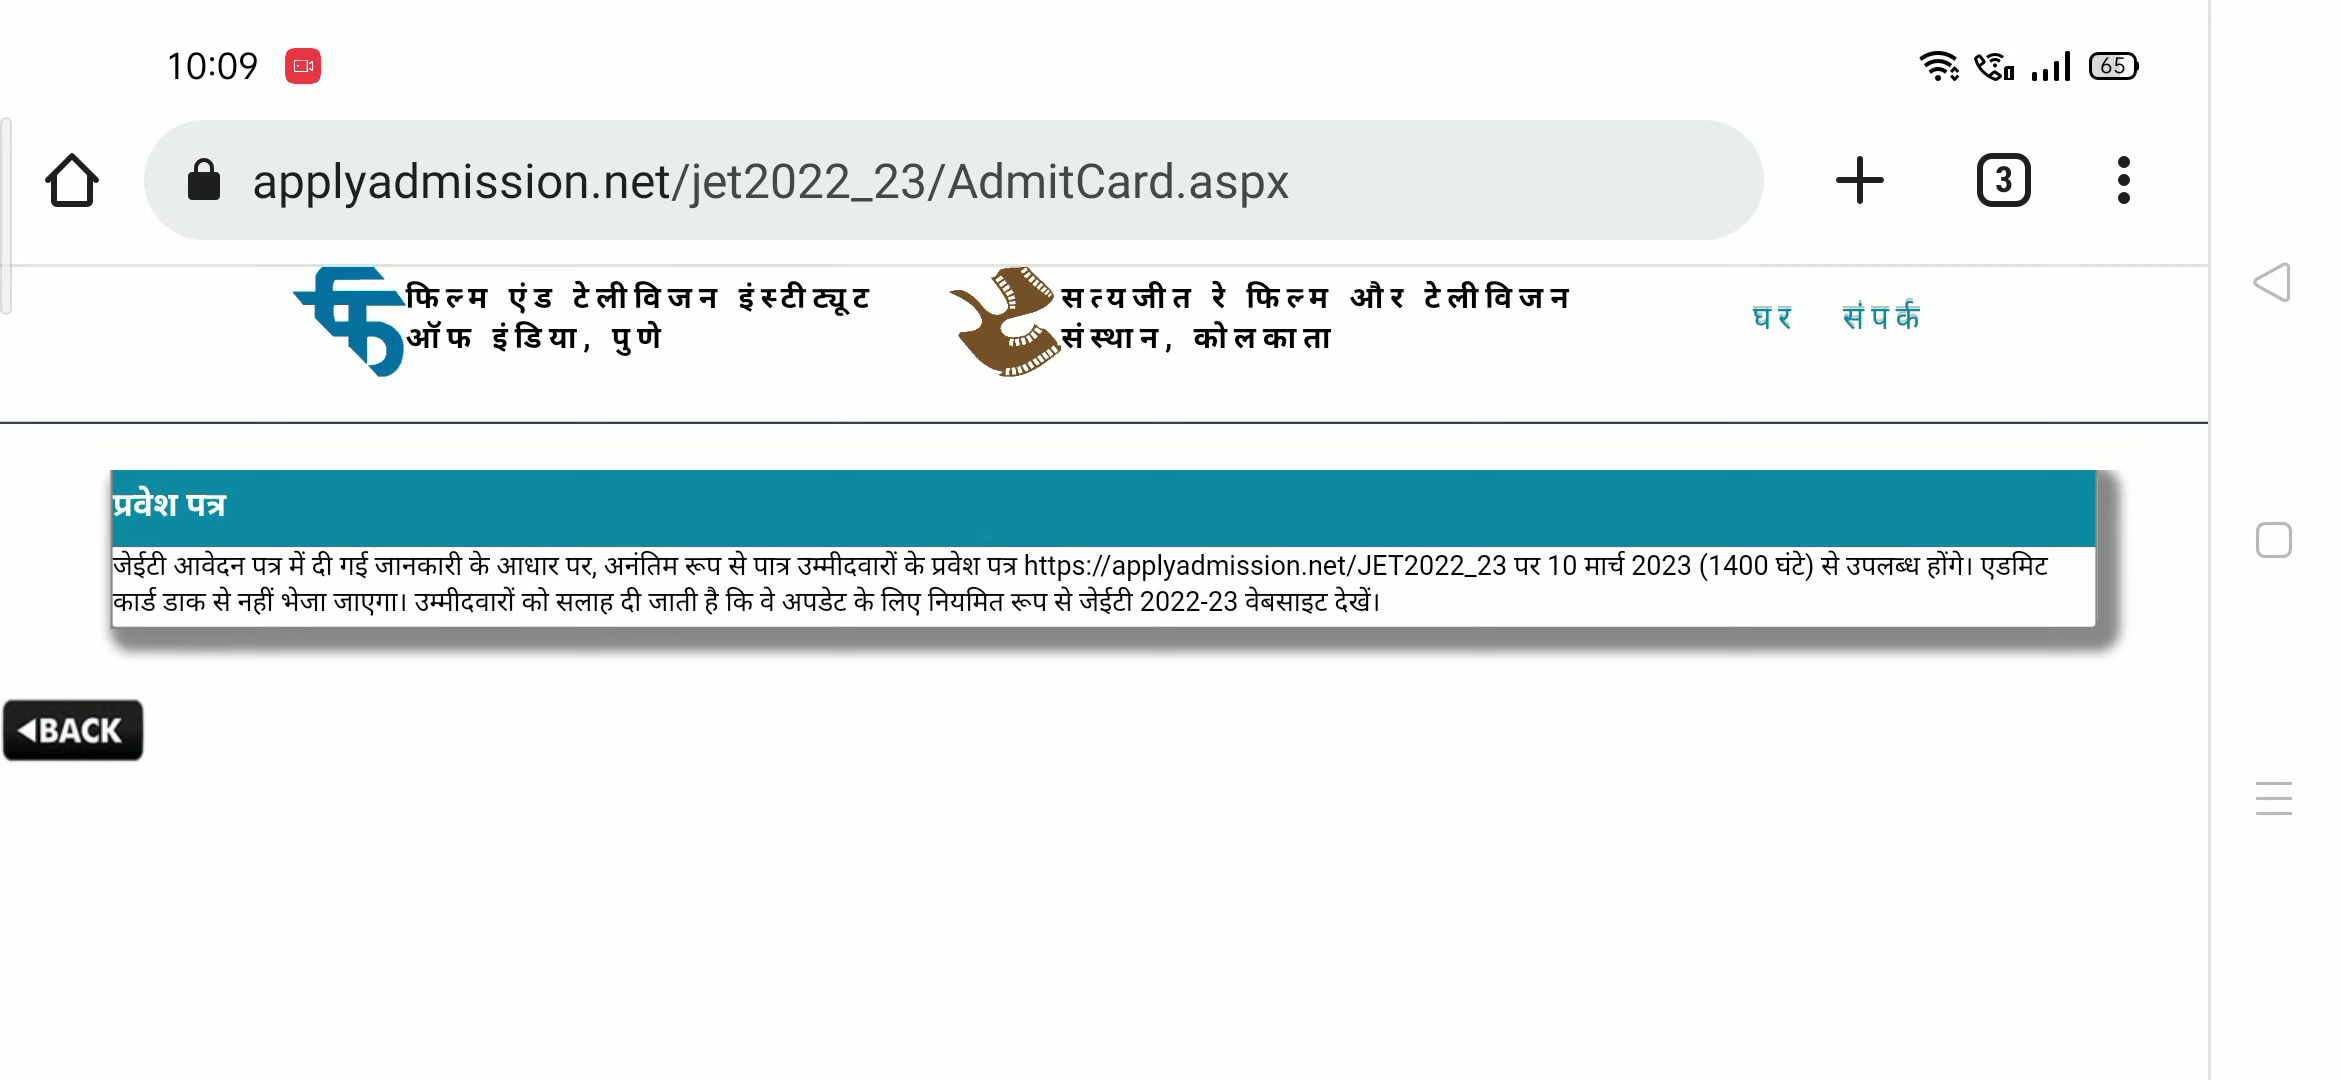 10:09
65
applyadmission.net/jet2022_23/AdmitCard.aspx
3
फिल्म एंड टेलीविजन इंस्टीट्यूट
ऑफ इंडिया, पुणे
सत्यजीत रे फिल्म और टेलीविजन
संस्थान, कोलकाता
घर
संपर्क
प्रवेश पत्र
जेईटी आवेदन पत्र में दी गई जानकारी के आधार पर, अनंतिम रूप से पात्र उम्मीदवारों के प्रवेश पत्र https://applyadmission.net/JET2022_23 पर 10 मार्च 2023 (1400 घंटे) से उपलब्ध होंगे। एडमिट
कार्ड डाक से नहीं भेजा जाएगा। उम्मीदवारों को सलाह दी जाती है कि वे अपडेट के लिए नियमित रूप से जेईटी 2022-23 वेबसाइट देखें।
BACK